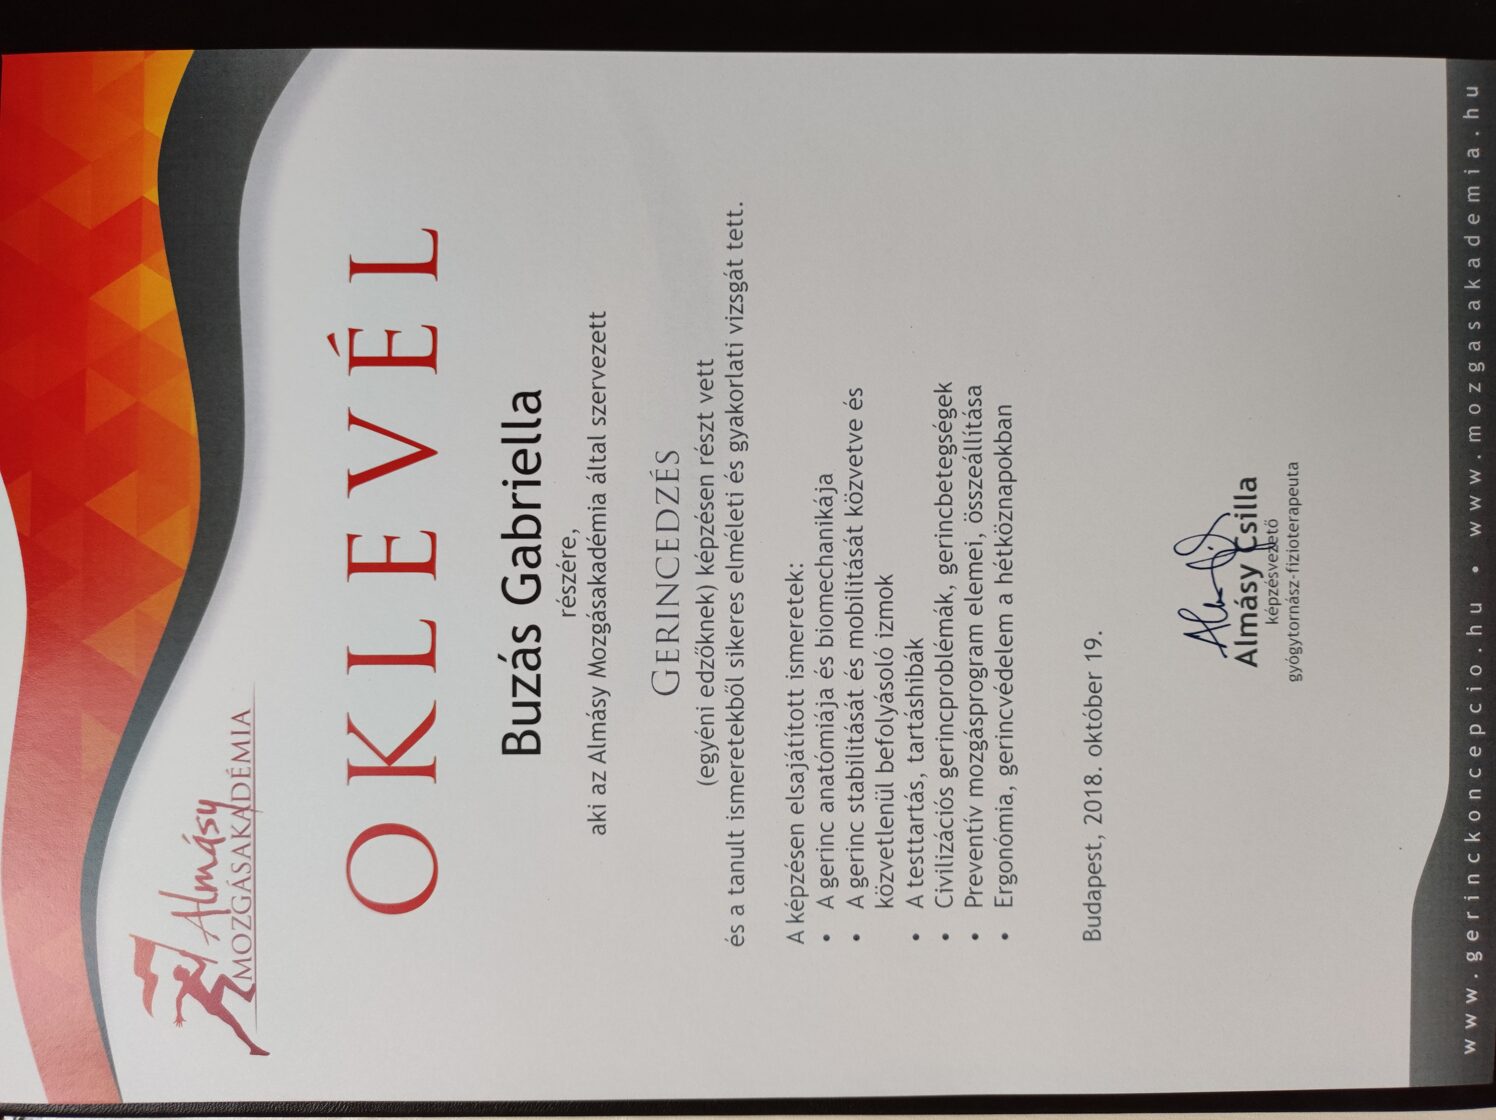 Almásy
MOZGÁSAKADÉMIA
OKLEVÉL
Buzás Gabriella
részére,
aki az Almásy Mozgásakadémia által szervezett
GERINCEDZÉS
(egyéni edzőknek) képzésen részt vett
és a tanult ismeretekből sikeres elméleti és gyakorlati vizsgát tett.
A képzésen elsajátított ismeretek:
• A gerinc anatómiája és biomechanikája
• A gerinc stabilitását és mobilitását közvetve és
közvetlenül befolyásoló izmok
• A testtartás, tartáshibák
• Civilizációs gerincproblémák, gerincbetegségek
• Preventív mozgásprogram elemei, összeállítása
• Ergonómia, gerincvédelem a hétköznapokban
Budapest, 2018. október 19.
Almásy Csilla
képzésvezető
gyógytornász-fizioterapeuta
www.gerinckoncepcio.hu • www.mozgasakademia.hu